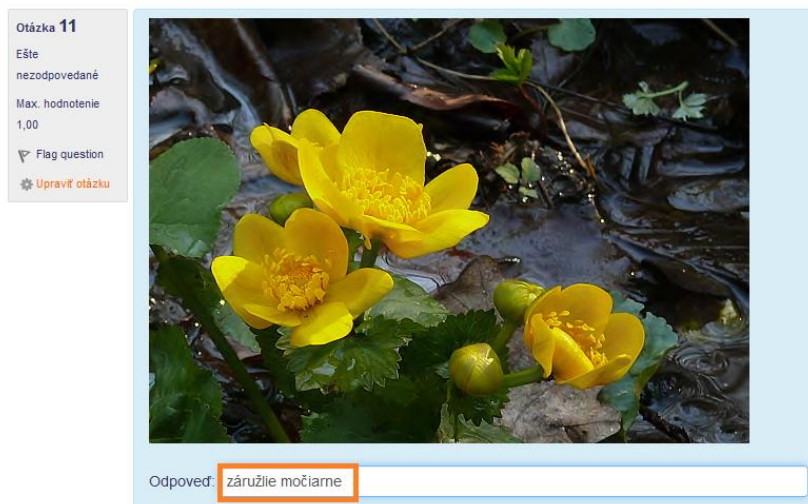 Otázka 11
Ešte
nezodpovedané
Max. hodnotenie
1,00
Flag question
Upraviť otázku
Odpoveď: záružlie močiarne